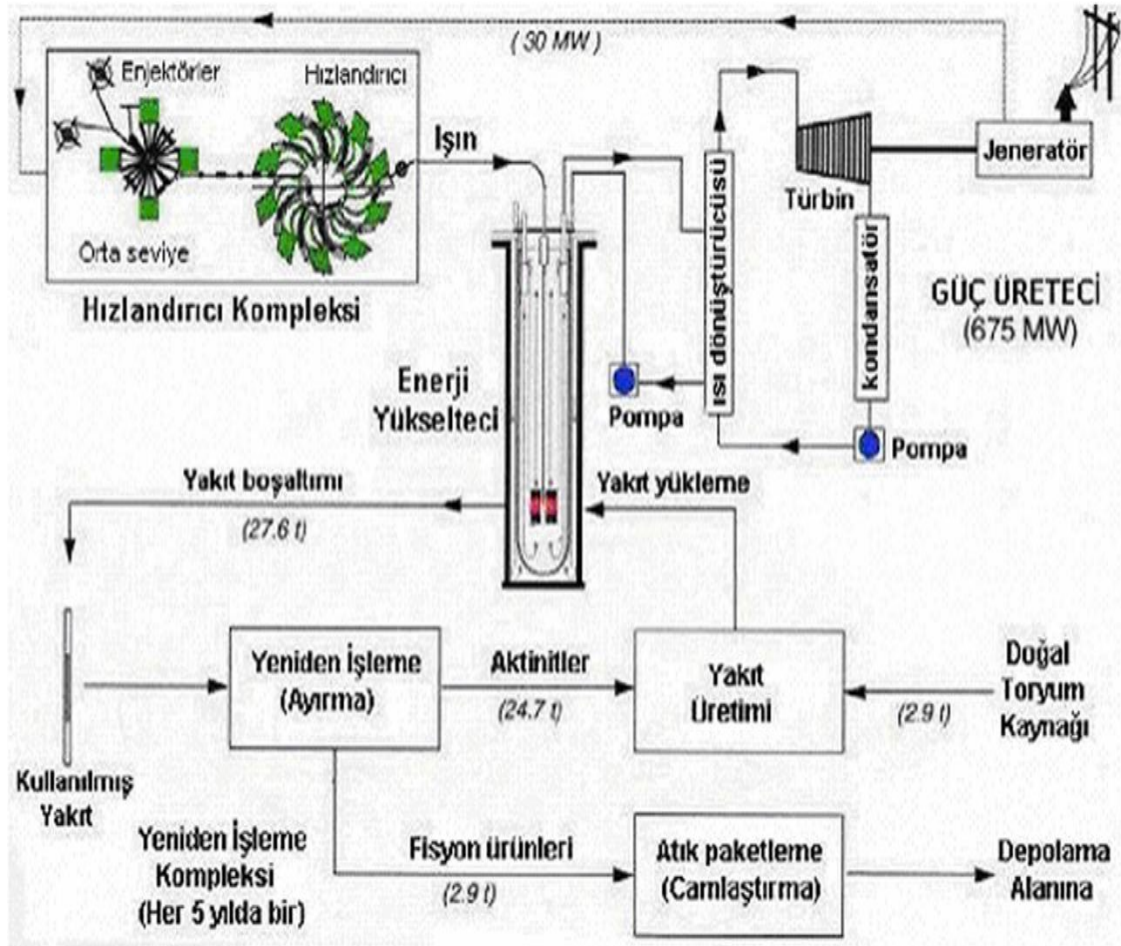 ( 30 MW )
Enjektörler
Hızlandırıcı
Orta seviye
Hızlandırıcı Kompleksi
Işın
ısı dönüştürücüsü
Türbin
Jeneratör
kondansatör
GÜÇ ÜRETECİ
(675 MW)
Enerji
Yükselteci
Pompa
Pompa
Yakıt boşaltımı
(27.6 t)
Yakıt yükleme
Yeniden İşleme
(Ayırma)
Aktinitler
(24.7 t)
Yakıt
Üretimi
(2.9 t)
Doğal
Toryum
Kaynağı
Kullanılmış
Yakıt
Yeniden İşleme
Kompleksi
(Her 5 yılda bir)
Fisyon ürünleri
(2.9 t)
Atık paketleme
(Camlaştırma)
Depolama
Alanına